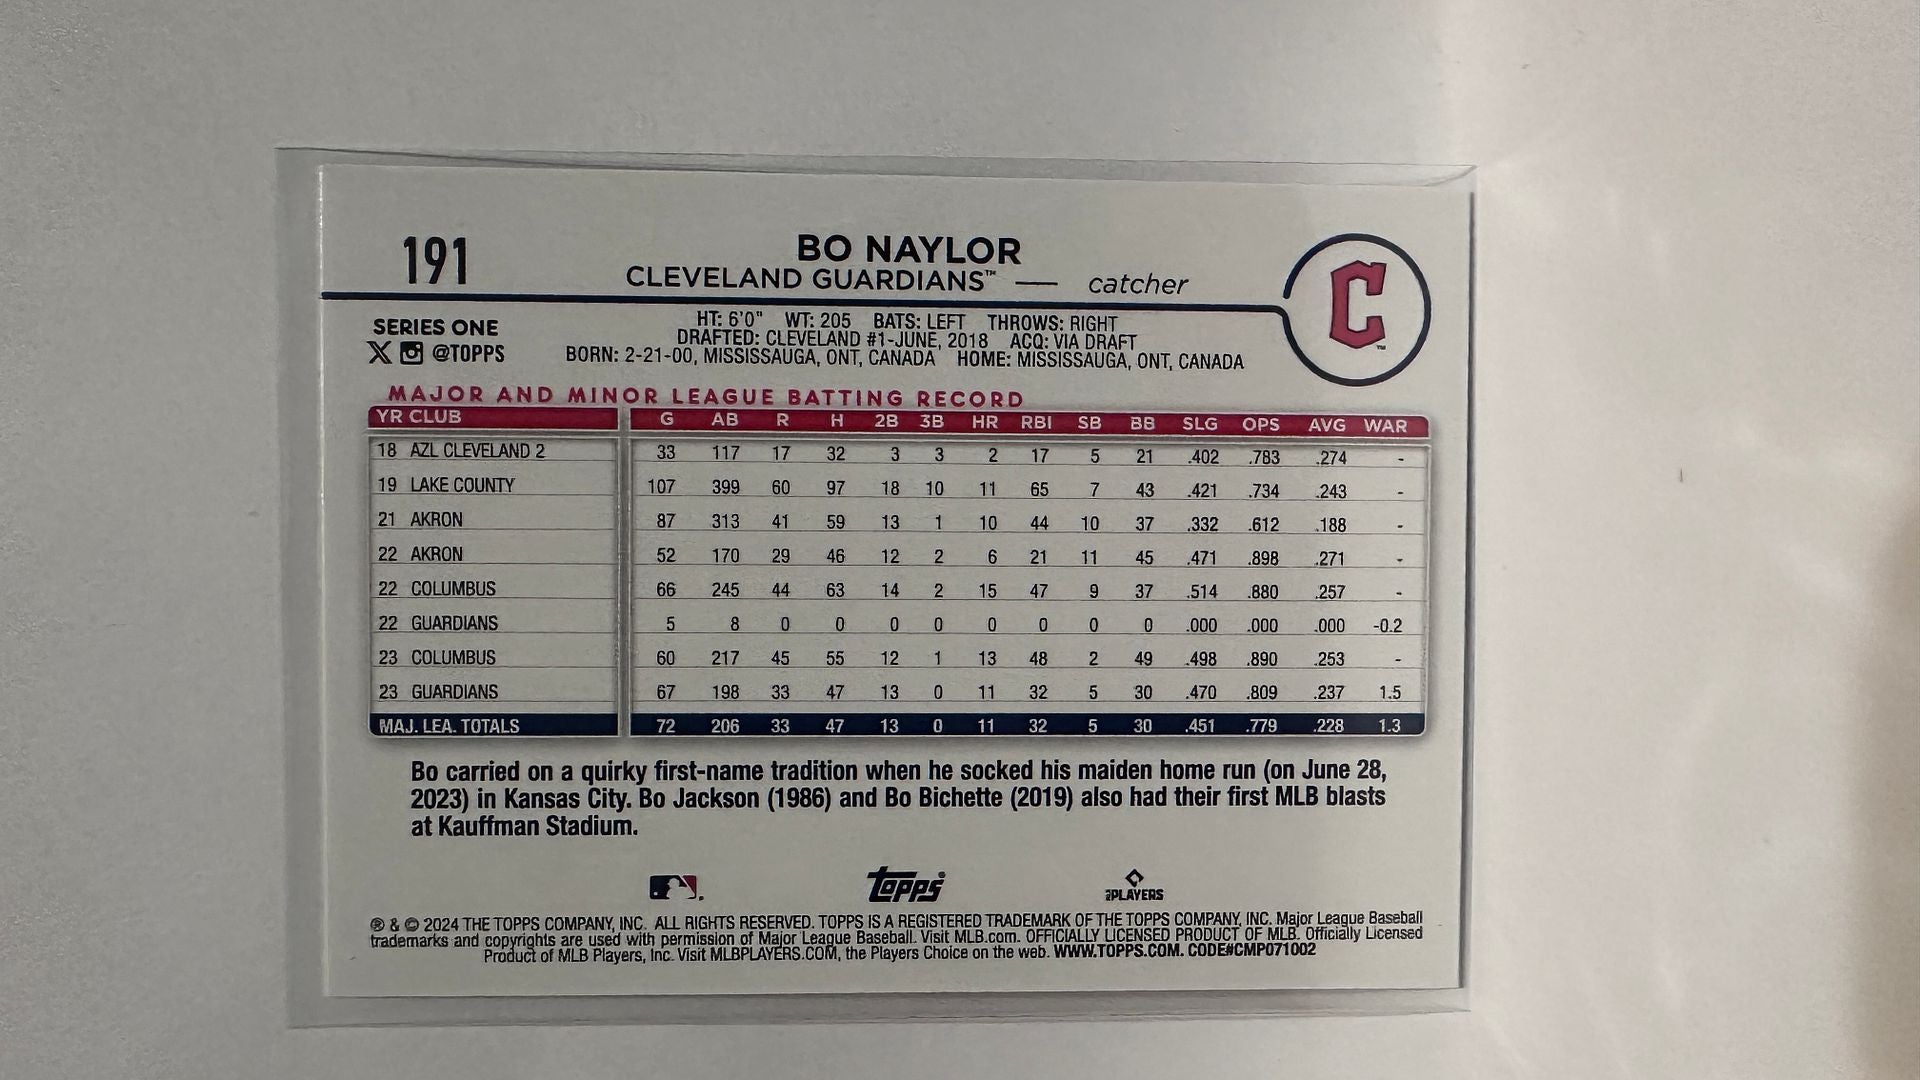 191
BO NAYLOR
CLEVELAND GUARDIANS™ — catcher
C™
SERIES ONE
X @TOPPS
HT: 6'0" WT: 205 BATS: LEFT THROWS: RIGHT
DRAFTED: CLEVELAND #1-JUNE, 2018 ACQ: VIA DRAFT
BORN: 2-21-00, MISSISSAUGA, ONT, CANADA HOME: MISSISSAUGA, ONT, CANADA
MAJOR AND MINOR LEAGUE BATTING RECORD
YR CLUB G AB R H 2B 3B HR RBI SB BB SLG OPS AVG WAR
18 AZL CLEVELAND 2 33 117 17 32 3 3 2 17 5 21 .402 .783 .274 -
19 LAKE COUNTY 107 399 60 97 18 10 11 65 7 43 .421 .734 .243 -
21 AKRON 87 313 41 59 13 1 10 44 10 37 .332 .612 .188 -
22 AKRON 52 170 29 46 12 2 6 21 11 45 .471 .898 .271 -
22 COLUMBUS 66 245 44 63 14 2 15 47 9 37 .514 .880 .257 -
22 GUARDIANS 5 8 0 0 0 0 0 0 0 0 .000 .000 .000 -0.2
23 COLUMBUS 60 217 45 55 12 1 13 48 2 49 .498 .890 .253 -
23 GUARDIANS 67 198 33 47 13 0 11 32 5 30 .470 .809 .237 1.5
MAJ. LEA. TOTALS 72 206 33 47 13 0 11 32 5 30 .451 .779 .228 1.3
Bo carried on a quirky first-name tradition when he socked his maiden home run (on June 28,
2023) in Kansas City. Bo Jackson (1986) and Bo Bichette (2019) also had their first MLB blasts
at Kauffman Stadium.
Topps
PLAYERS
® & © 2024 THE TOPPS COMPANY, INC. ALL RIGHTS RESERVED. TOPPS IS A REGISTERED TRADEMARK OF THE TOPPS COMPANY, INC. Major League Baseball
trademarks and copyrights are used with permission of Major League Baseball. Visit MLB.com. OFFICIALLY LICENSED PRODUCT OF MLB. Officially Licensed
Product of MLB Players, Inc. Visit MLBPLAYERS.COM, the Players Choice on the web. WWW.TOPPS.COM. CODE#CMP071002